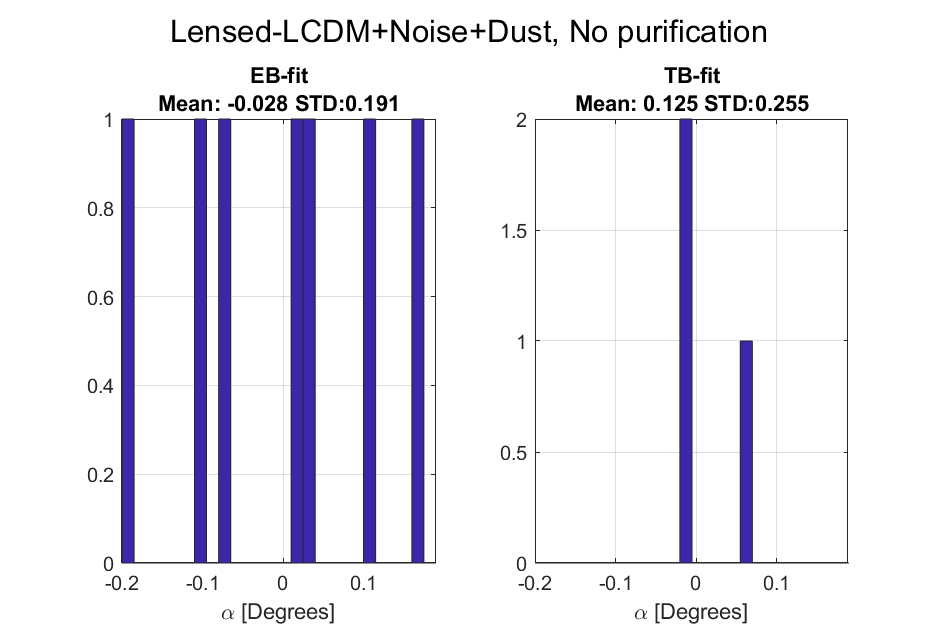 Lensed-LCDM+Noise+Dust, No purification
EB-fit
Mean: -0.028 STD:0.191
1
0.8
0.6
0.4
0.2
0
-0.2 -0.1 0 0.1
α [Degrees]
TB-fit
Mean: 0.125 STD:0.255
2
1.5
1
0.5
0
-0.2 -0.1 0 0.1
α [Degrees]